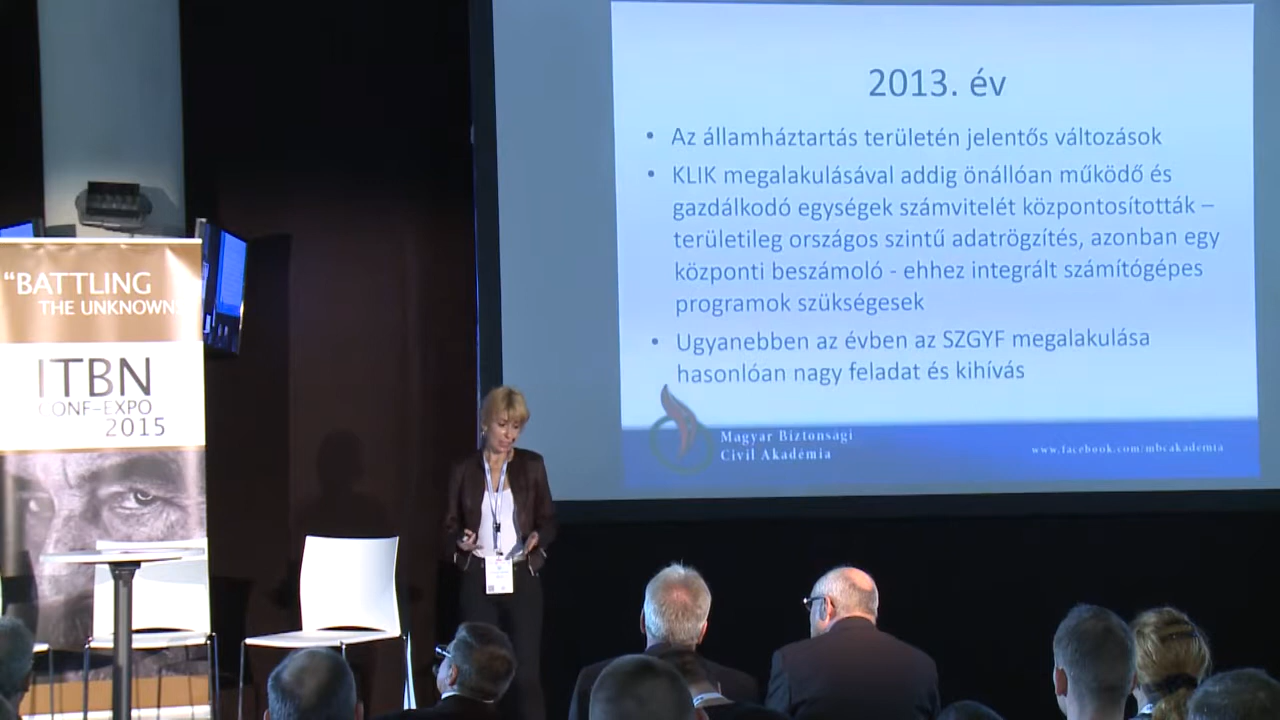 "BATTLING
THE UNKNOWN
ITBN
CONF-EXPO
2015
2013. év
• Az államháztartás területén jelentős változások
• KLIK megalakulásával addig önállóan működő és
gazdálkodó egységek számvitelét központosították –
területileg országos szintű adatrögzítés, azonban egy
központi beszámoló - ehhez integrált számítógépes
programok szükségesek
• Ugyanebben az évben az SZGYF megalakulása
hasonlóan nagy feladat és kihívás
Magyar Biztonsági
Civil Akadémia
www.facebook.com/mbcakademia